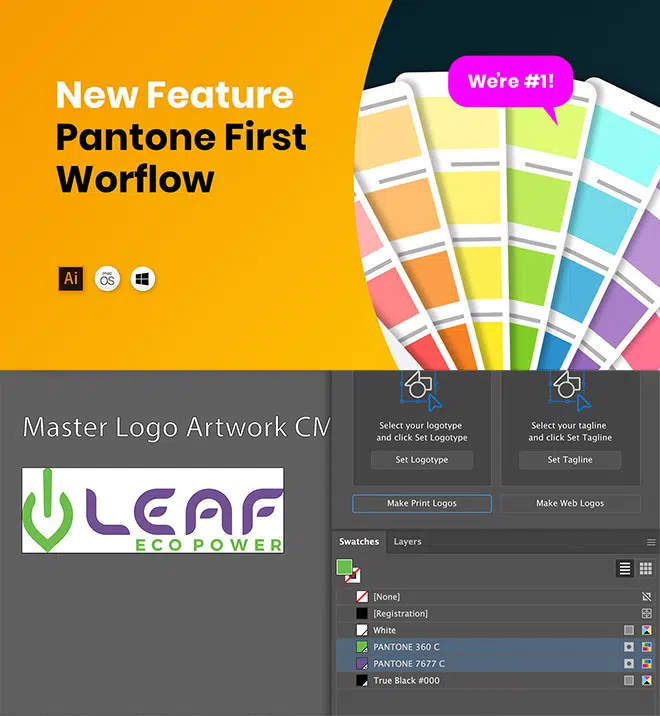 New Feature
Pantone First
Worflow
We're #1!
Ai
mac
OS
Master Logo Artwork CM
LEAF
ECO POWER
Select your logotype
and click Set Logotype
Set Logotype
Select your tagline
and click Set Tagline
Set Tagline
Make Print Logos
Make Web Logos
Swatches
Layers
[None]
[Registration]
White
PANTONE 360 C
PANTONE 7677 C
True Black #000